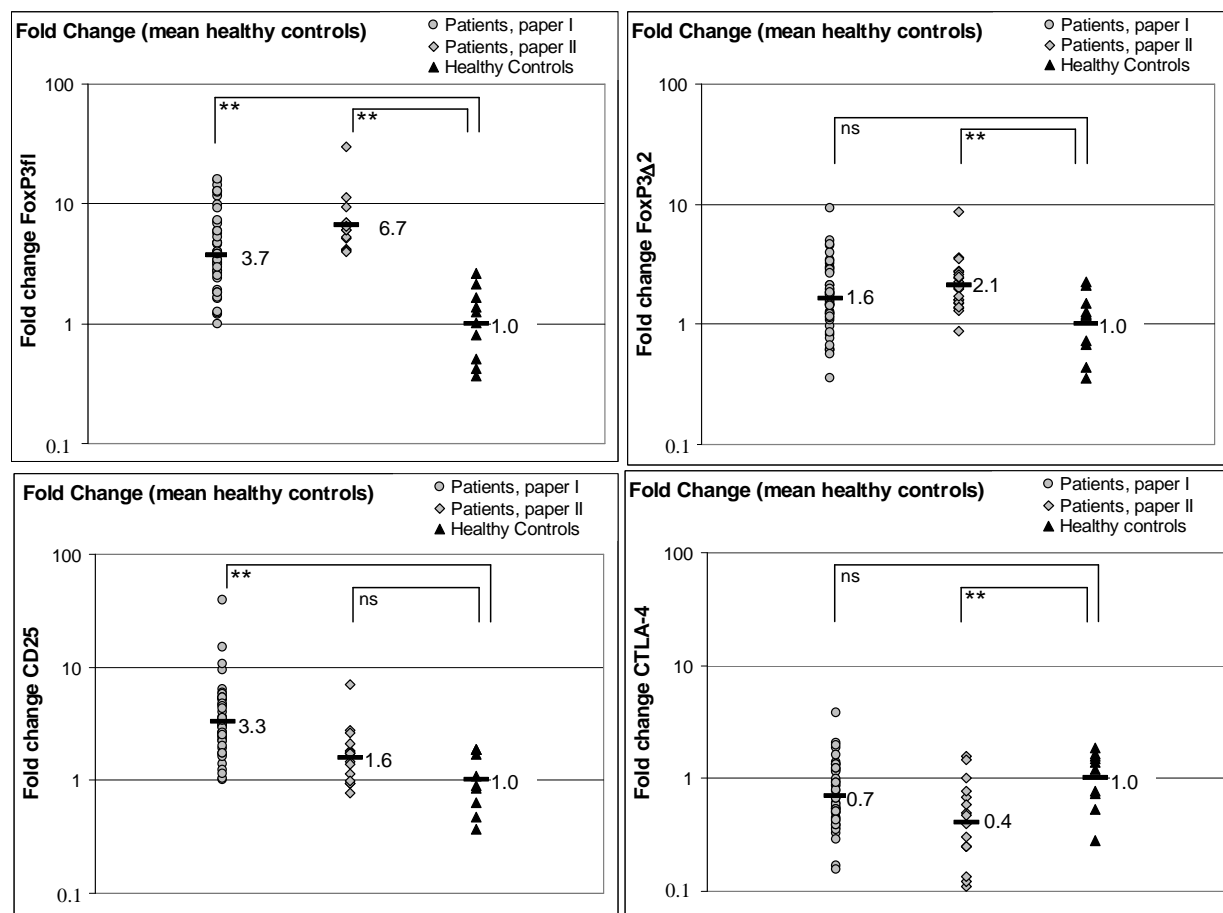 Fold Change (mean healthy controls)
Patients, paper I
Patients, paper II
Healthy Controls
Fold change FoxP3fl
100
10
1
0.1
**
**
3.7
6.7
1.0
Fold Change (mean healthy controls)
Patients, paper I
Patients, paper II
Healthy Controls
Fold change FoxP3Δ2
100
10
1
0.1
ns
**
1.6
2.1
1.0
Fold Change (mean healthy controls)
Patients, paper I
Patients, paper II
Healthy Controls
Fold change CD25
100
10
1
0.1
**
ns
3.3
1.6
1.0
Fold Change (mean healthy controls)
Patients, paper I
Patients, paper II
Healthy controls
Fold change CTLA-4
100
10
1
0.1
ns
**
0.7
0.4
1.0